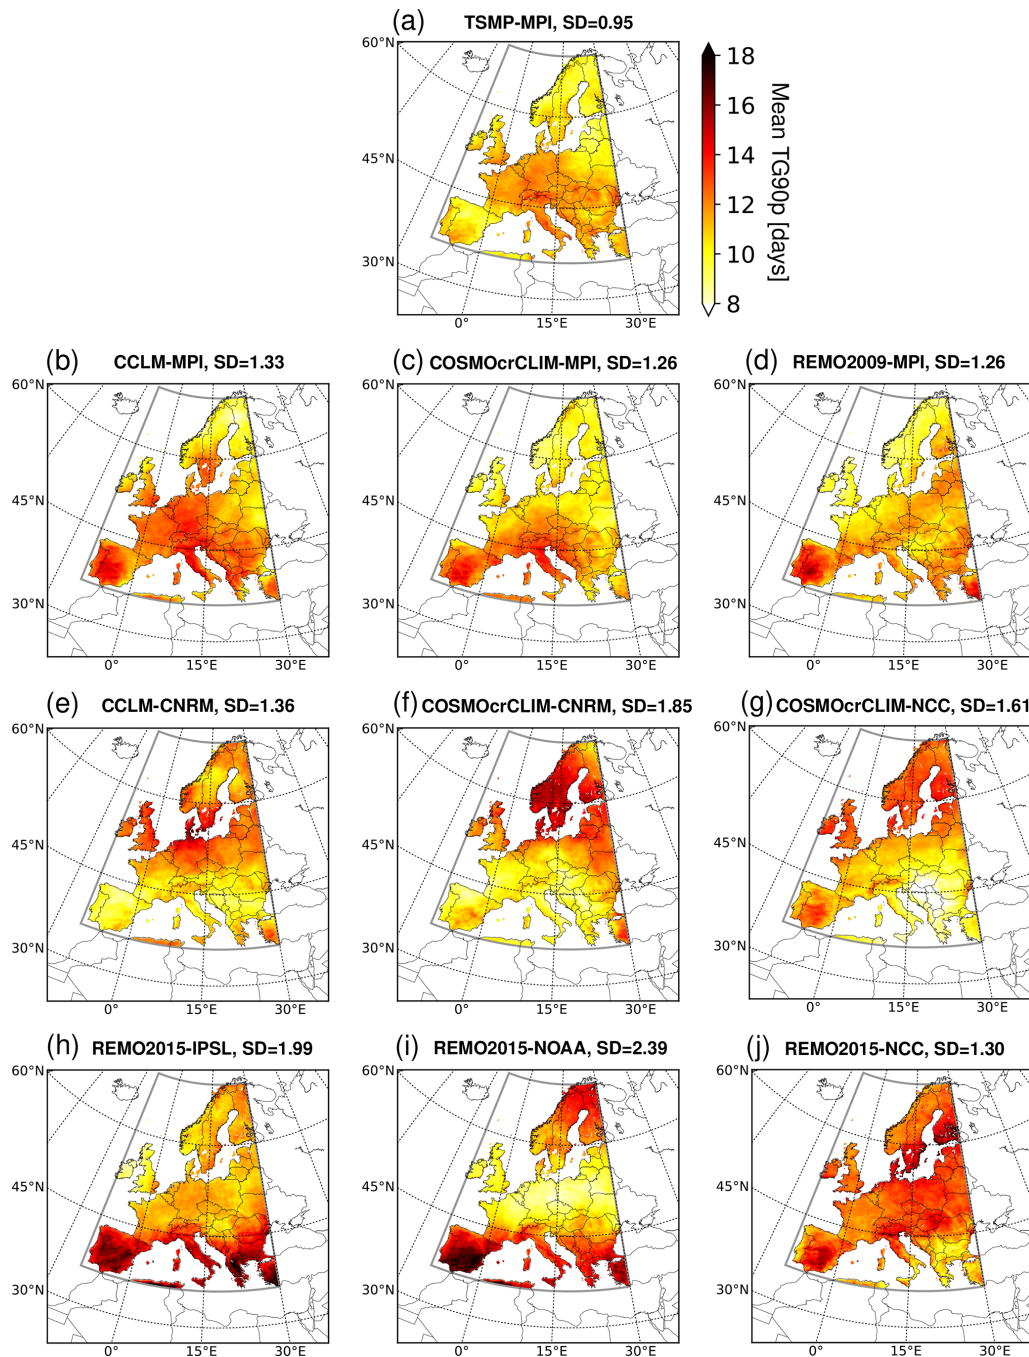 (a) TSMP-MPI, SD=0.95
60°N
45°N
30°N
0° 15°E 30°E
18
16
14
12
10
8
Mean TG90p [days]
(b) CCLM-MPI, SD=1.33
60°N
45°N
30°N
0° 15°E 30°E
(c) COSMOcrCLIM-MPI, SD=1.26
60°N
45°N
30°N
0° 15°E 30°E
(d) REMO2009-MPI, SD=1.26
60°N
45°N
30°N
0° 15°E 30°E
(e) CCLM-CNRM, SD=1.36
60°N
45°N
30°N
0° 15°E 30°E
(f) COSMOcrCLIM-CNRM, SD=1.85
60°N
45°N
30°N
0° 15°E 30°E
(g) COSMOcrCLIM-NCC, SD=1.61
60°N
45°N
30°N
0° 15°E 30°E
(h) REMO2015-IPSL, SD=1.99
60°N
45°N
30°N
0° 15°E 30°E
(i) REMO2015-NOAA, SD=2.39
60°N
45°N
30°N
0° 15°E 30°E
(j) REMO2015-NCC, SD=1.30
60°N
45°N
30°N
0° 15°E 30°E